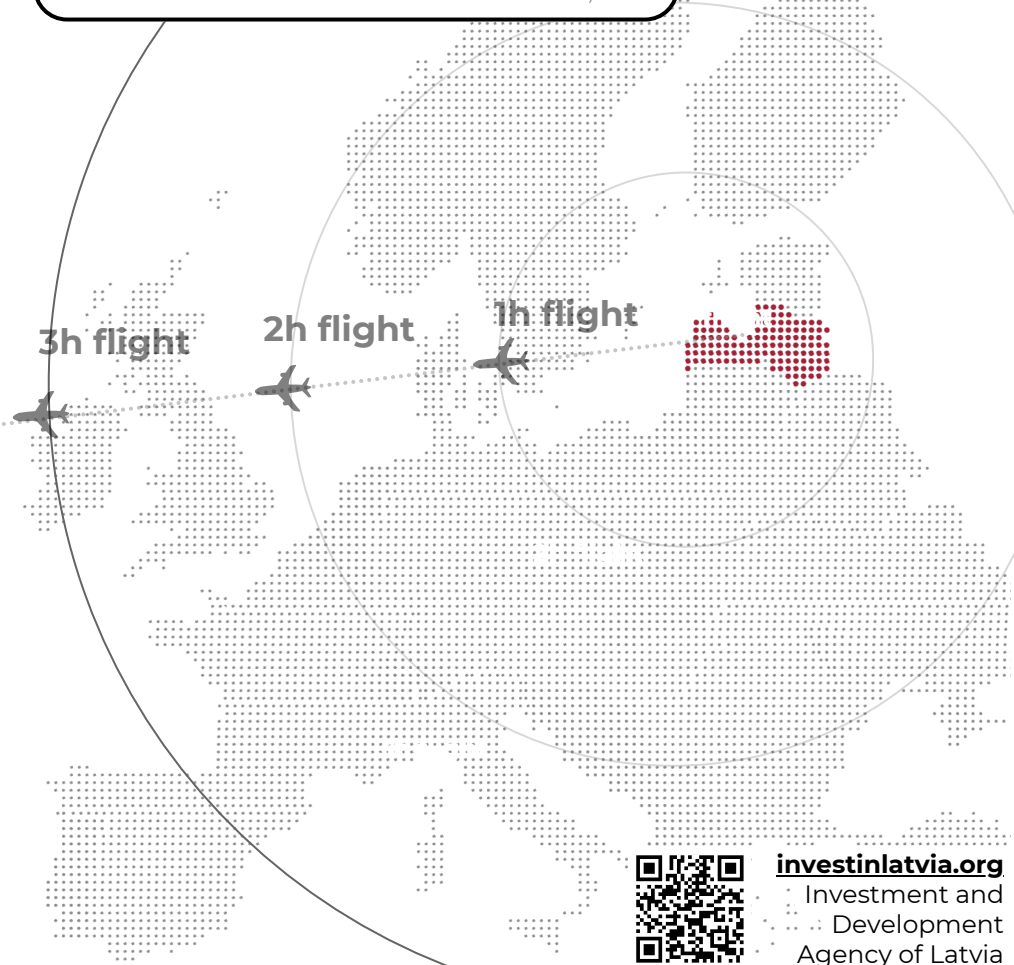 1h flight
2h flight
3h flight
investinlatvia.org
Investment and
Development
Agency of Latvia